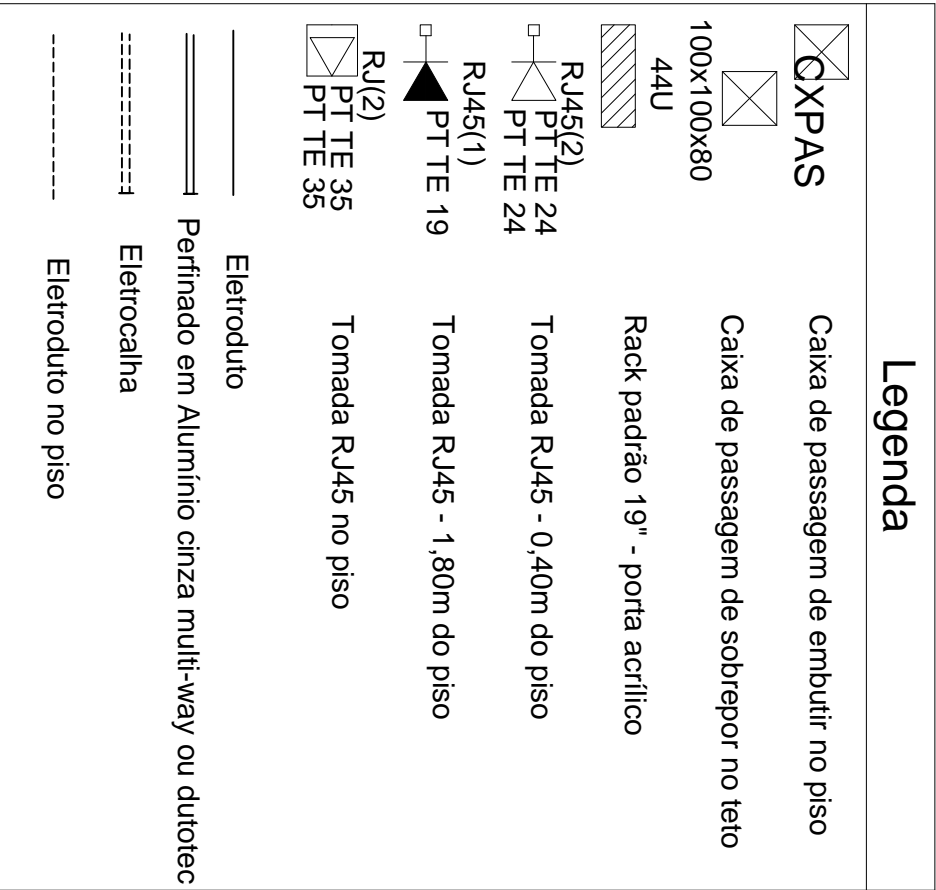 Legenda
CXPAS
Caixa de passagem de embutir no piso
100x100x80
Caixa de passagem de sobrepor no teto
44U
Rack padrão 19" - porta acrílico
RJ45(2)
PT TE 24
PT TE 24
Tomada RJ45 - 0,40m do piso
RJ45(1)
PT TE 19
Tomada RJ45 - 1,80m do piso
RJ(2)
PT TE 35
PT TE 35
Tomada RJ45 no piso
Eletroduto
Perfinado em Alumínio cinza multi-way ou dutotec
Eletrocalha
Eletroduto no piso